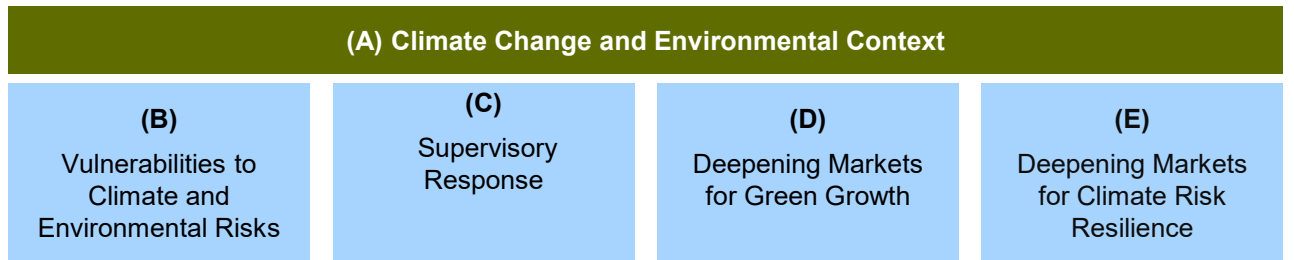 (A) Climate Change and Environmental Context
(B)
Vulnerabilities to
Climate and
Environmental Risks
(C)
Supervisory
Response
(D)
Deepening Markets
for Green Growth
(E)
Deepening Markets
for Climate Risk
Resilience